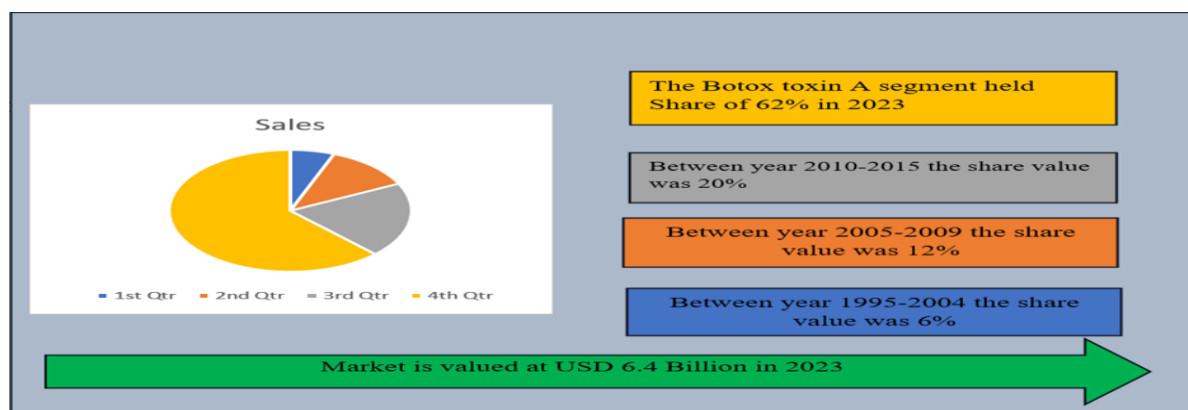 Sales
1st Qtr 2nd Qtr 3rd Qtr 4th Qtr
The Botox toxin A segment held
Share of 62% in 2023
Between year 2010-2015 the share value
was 20%
Between year 2005-2009 the share
value was 12%
Between year 1995-2004 the share
value was 6%
Market is valued at USD 6.4 Billion in 2023